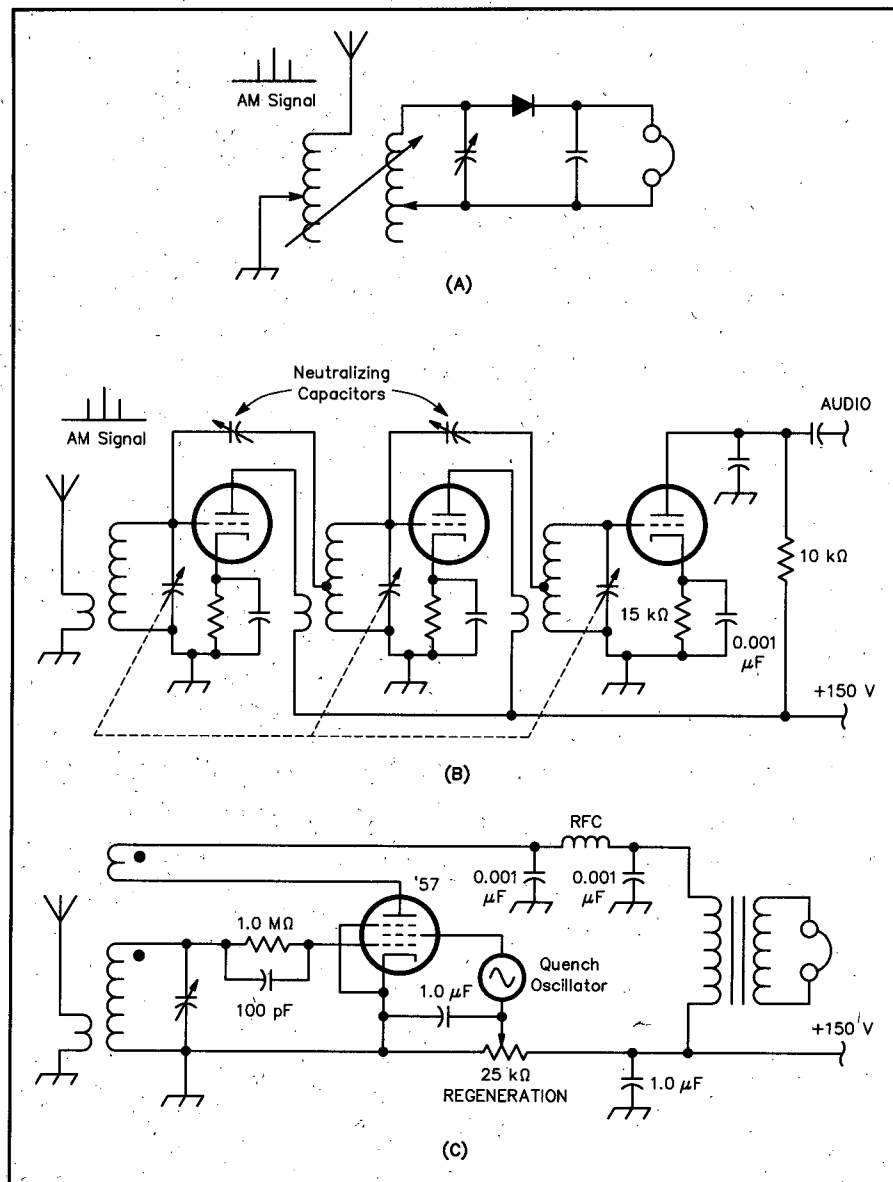 AM Signal
(A)
Neutralizing
Capacitors
AM Signal
AUDIO
10 kΩ
15 kΩ
0.001
μF
+150 V
(B)
RFC
'57
0.001
μF
0.001
μF
1.0 MΩ
100 pF
1.0 μF
Quench
Oscillator
+150 V
25 kΩ
REGENERATION
1.0 μF
(C)